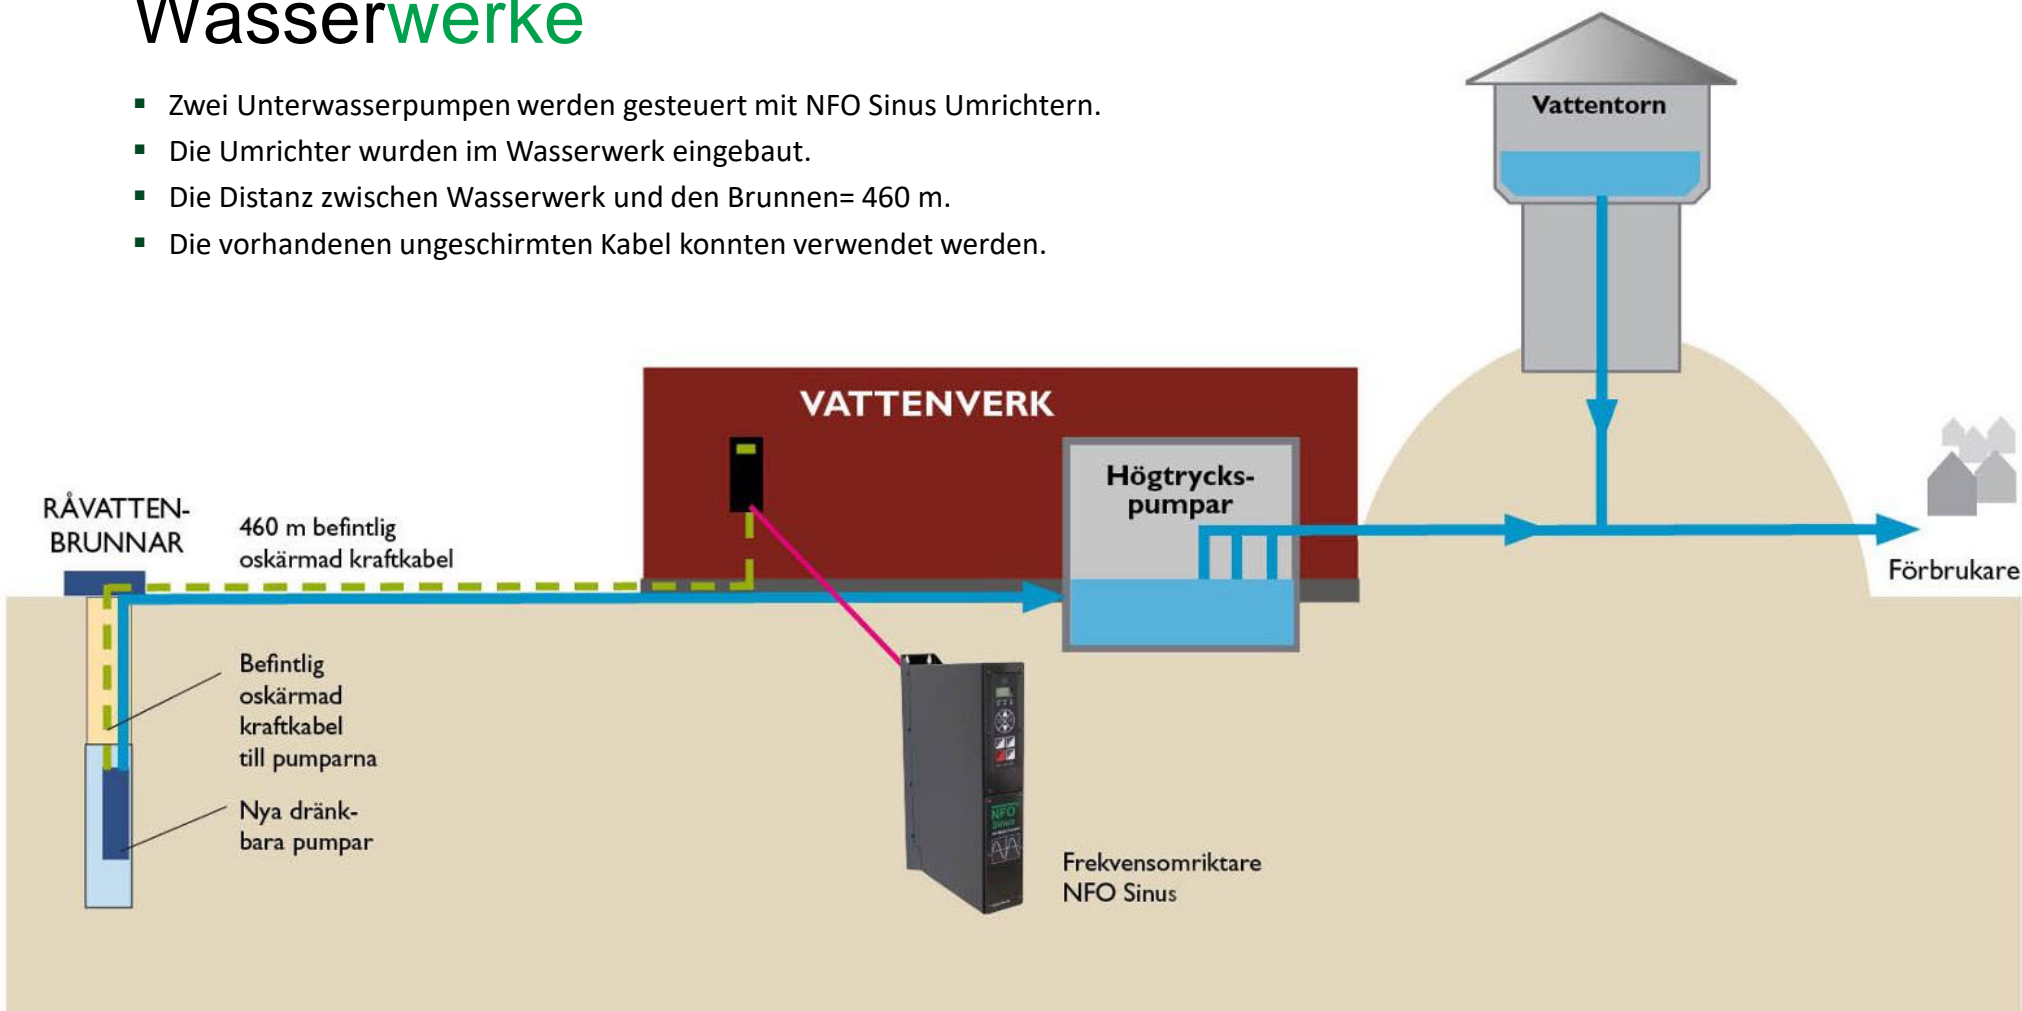 Wasserwerke
Zwei Unterwasserpumpen werden gesteuert mit NFO Sinus Umrichtern.
Die Umrichter wurden im Wasserwerk eingebaut.
Die Distanz zwischen Wasserwerk und den Brunnen= 460 m.
Die vorhandenen ungeschirmten Kabel konnten verwendet werden.
Vattentorn
VATTENVERK
Högtrycks-
pumpar
RÅVATTEN-
BRUNNAR
460 m befintlig
oskärmad kraftkabel
Förbrukare
Befintlig
oskärmad
kraftkabel
till pumparna
Nya dränk-
bara pumpar
NFO
Sinus
Frekvensomriktare
NFO Sinus